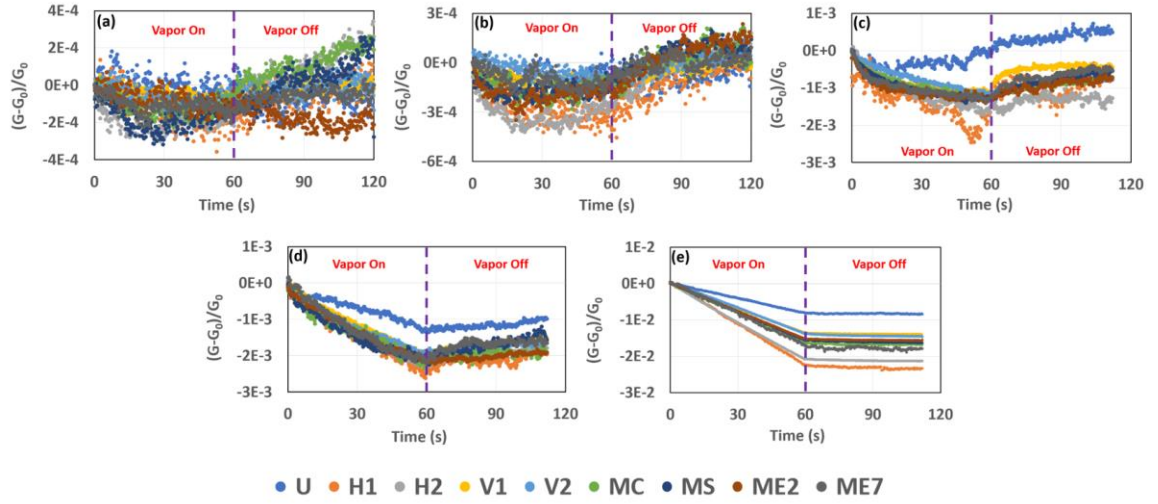 (a)
Vapor On
Vapor Off
4E-4
2E-4
0E+0
-2E-4
-4E-4
(G-G₀)/G₀
0 30 60 90 120
Time (s)
(b)
Vapor On
Vapor Off
3E-4
0E+0
-3E-4
-6E-4
(G-G₀)/G₀
0 30 60 90 120
Time (s)
(c)
1E-3
0E+0
-1E-3
-2E-3
-3E-3
(G-G₀)/G₀
Vapor On
Vapor Off
0 30 60 90 120
Time (s)
(d)
Vapor On
Vapor Off
1E-3
0E+0
-1E-3
-2E-3
-3E-3
(G-G₀)/G₀
0 30 60 90 120
Time (s)
(e)
Vapor On
Vapor Off
1E-2
0E+0
-1E-2
-2E-2
-3E-2
(G-G₀)/G₀
0 30 60 90 120
Time (s)
U H1 H2 V1 V2 MC MS ME2 ME7